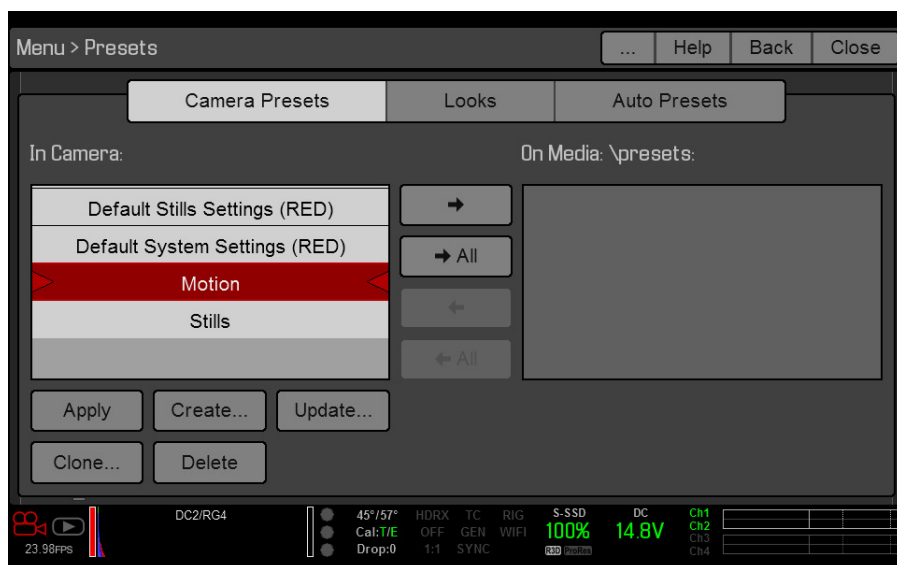 Menu > Presets
... Help Back Close
Camera Presets Looks Auto Presets
In Camera:
On Media: \presets:
Default Stills Settings (RED)
Default System Settings (RED)
Motion
Stills
→
→ All
←
← All
Apply Create... Update...
Clone... Delete
DC2/RG4
23.98FPS
45°/57°
Cal:T/E
Drop:0
HDRX TC RIG
OFF GEN WIFI
1:1 SYNC
S-SSD
100%
R3D ProRes
DC
14.8V
Ch1
Ch2
Ch3
Ch4